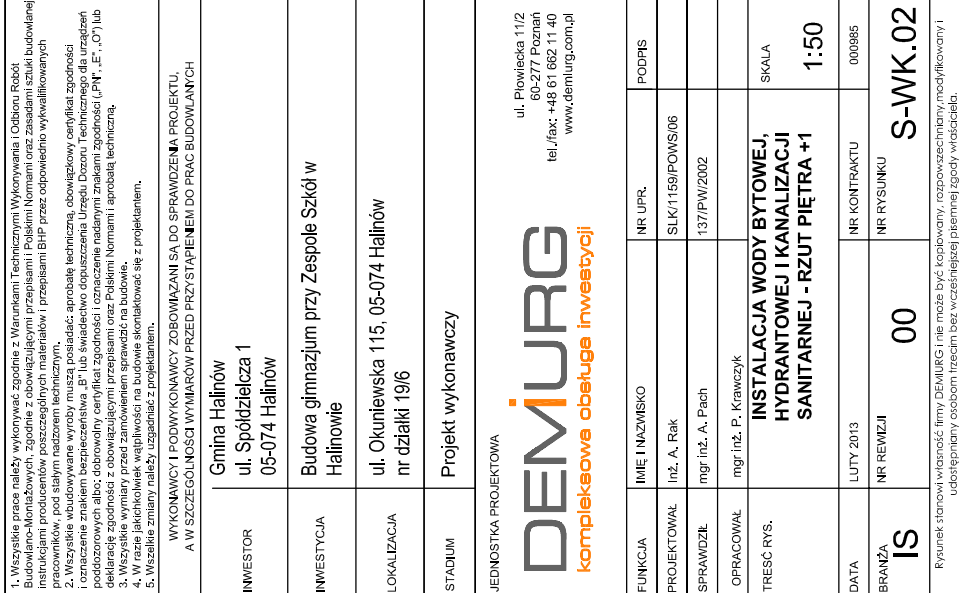 1. Wszystkie prace należy wykonywać zgodnie z Warunkami Technicznymi Wykonywania i Odbioru Robót
Budowlano-Montażowych, zgodnie z obowiązującymi przepisami i Polskimi Normami oraz zasadami sztuki budowlanej
instrukcjami producentów poszczególnych materiałów i przepisami BHP przez odpowiednio wykwalifikowanych
pracowników, pod stałym nadzorem technicznym.
2. Wszystkie wbudowywane wyroby muszą posiadać: aprobatę techniczną, obowiązkowy certyfikat zgodności
i oznaczenie znakiem bezpieczeństwa „B" lub świadectwo dopuszczenia Urzędu Dozoru Technicznego dla urządzeń
poddozorowych albo; dobrowolny certyfikat zgodności i oznaczenie nadanymi znakami zgodności („PN", „E", „O") lub
deklarację zgodności z obowiązującymi przepisami oraz Polskimi Normami i aprobatą techniczną.
3. Wszystkie wymiary przed zamówieniem sprawdzić na budowie.
4. W razie jakichkolwiek wątpliwości na budowie skontaktować się z projektantem.
5. Wszelkie zmiany należy uzgadniać z projektantem.
WYKONAWCY I PODWYKONAWCY ZOBOWIĄZANI SĄ DO SPRAWDZENIA PROJEKTU,
A W SZCZEGÓLNOŚCI WYMIARÓW PRZED PRZYSTĄPIENIEM DO PRAC BUDOWLANYCH
INWESTOR
Gmina Halinów
ul. Spółdzielcza 1
05-074 Halinów
INWESTYCJA
Budowa gimnazjum przy Zespole Szkół w
Halinowie
LOKALIZACJA
ul. Okuniewska 115, 05-074 Halinów
nr działki 19/6
STADIUM
Projekt wykonawczy
JEDNOSTKA PROJEKTOWA
DEMIURG
kompleksowa obsługa inwestycji
ul. Płowiecka 11/2
60-277 Poznań
tel./fax: +48 61 662 11 40
www.demiurg.com.pl
FUNKCJA IMIĘ I NAZWISKO NR UPR. PODPIS
PROJEKTOWAŁ Inż. A. Rak SLK/1159/POWS/06
SPRAWDZIŁ mgr inż. A. Pach 137/PW/2002
OPRACOWAŁ mgr inż. P. Krawczyk
TREŚĆ RYS.
INSTALACJA WODY BYTOWEJ,
HYDRANTOWEJ I KANALIZACJI
SANITARNEJ - RZUT PIĘTRA +1
SKALA
1:50
DATA LUTY 2013 NR KONTRAKTU 000985
BRANŻA NR REWIZJI NR RYSUNKU
IS 00 S-WK.02
Rysunek stanowi własność firmy DEMIURG i nie może być kopiowany, rozpowszechniany,modyfikowany i
udostępniany osobom trzecim bez wcześniejszej pisemnej zgody właściciela.